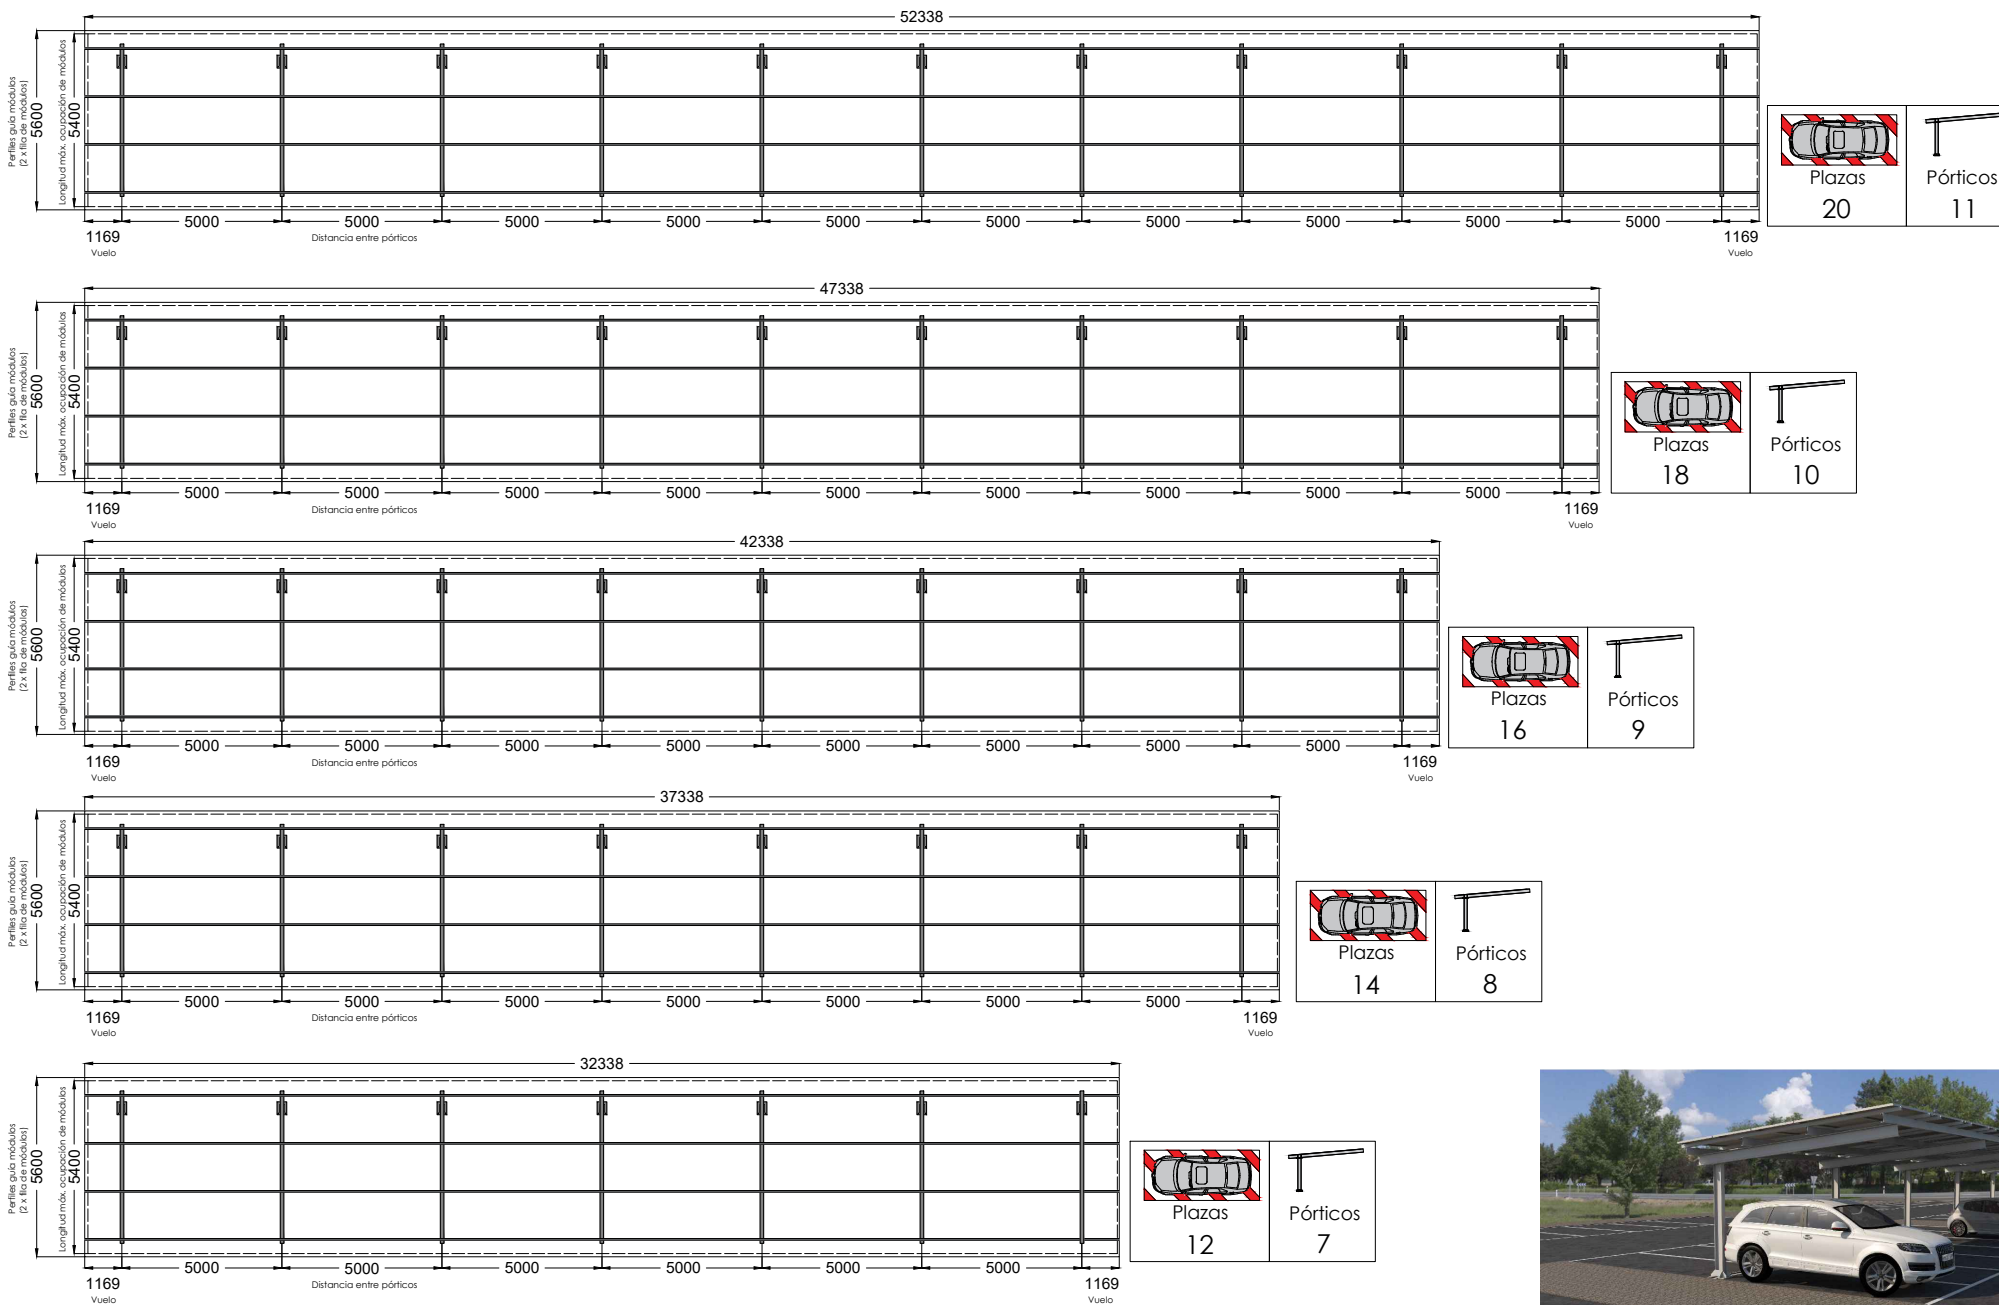 52338
Perfiles guía módulos
(2 x fila de módulos)
5600
Longitud máx. ocupación de módulos
5400
5000 5000 5000 5000 5000 5000 5000 5000 5000 5000
1169
Vuelo
Distancia entre pórticos
1169
Vuelo
Plazas
20
Pórticos
11
47338
Perfiles guía módulos
(2 x fila de módulos)
5600
Longitud máx. ocupación de módulos
5400
5000 5000 5000 5000 5000 5000 5000 5000 5000
1169
Vuelo
Distancia entre pórticos
1169
Vuelo
Plazas
18
Pórticos
10
42338
Perfiles guía módulos
(2 x fila de módulos)
5600
Longitud máx. ocupación de módulos
5400
5000 5000 5000 5000 5000 5000 5000 5000
1169
Vuelo
Distancia entre pórticos
1169
Vuelo
Plazas
16
Pórticos
9
37338
Perfiles guía módulos
(2 x fila de módulos)
5600
Longitud máx. ocupación de módulos
5400
5000 5000 5000 5000 5000 5000 5000
1169
Vuelo
Distancia entre pórticos
1169
Vuelo
Plazas
14
Pórticos
8
32338
Perfiles guía módulos
(2 x fila de módulos)
5600
Longitud máx. ocupación de módulos
5400
5000 5000 5000 5000 5000 5000
1169
Vuelo
Distancia entre pórticos
1169
Vuelo
Plazas
12
Pórticos
7